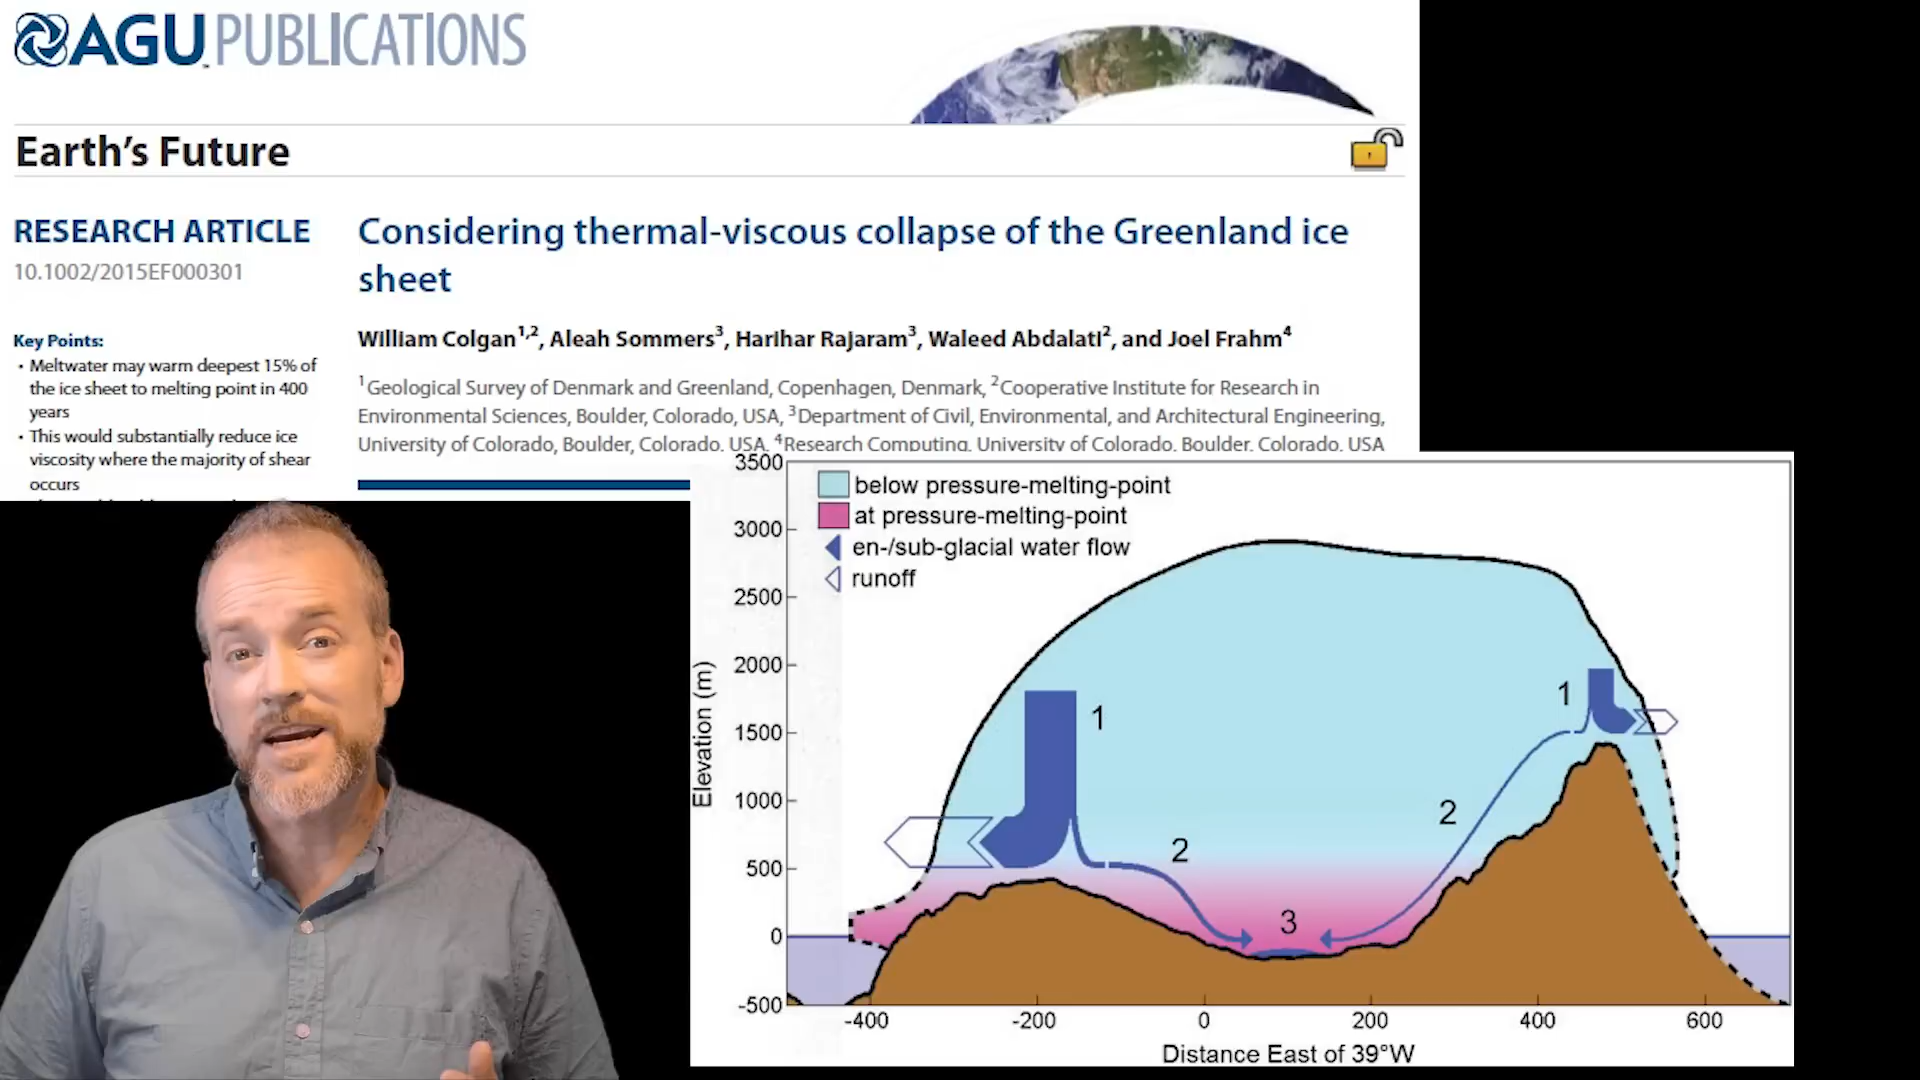 AGU PUBLICATIONS
Earth's Future
RESEARCH ARTICLE
10.1002/2015EF000301
Key Points:
• Meltwater may warm deepest 15% of
the ice sheet to melting point in 400
years
• This would substantially reduce ice
viscosity where the majority of shear
occurs
Considering thermal-viscous collapse of the Greenland ice
sheet
William Colgan1,2, Aleah Sommers3, Harihar Rajaram3, Waleed Abdalati2, and Joel Frahm4
1Geological Survey of Denmark and Greenland, Copenhagen, Denmark, 2Cooperative Institute for Research in
Environmental Sciences, Boulder, Colorado, USA, 3Department of Civil, Environmental, and Architectural Engineering,
University of Colorado, Boulder, Colorado, USA, 4Research Computing, University of Colorado, Boulder, Colorado, USA
below pressure-melting-point
at pressure-melting-point
en-/sub-glacial water flow
runoff
Elevation (m)
3500
3000
2500
2000
1500
1000
500
0
-500
1
2
3
2
1
-400
-200
0
200
400
600
Distance East of 39°W